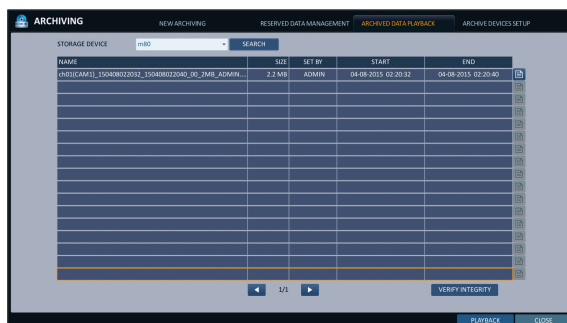 ARCHIVING
NEW ARCHIVING RESERVED DATA MANAGEMENT ARCHIVED DATA PLAYBACK ARCHIVE DEVICES SETUP
STORAGE DEVICE m80 SEARCH
NAME SIZE SET BY START END
ch01(CAM1)_150408022032_150408022040_00_2MB_ADMIN.... 2.2 MB ADMIN 04-08-2015 02:20:32 04-08-2015 02:20:40
1/1 VERIFY INTEGRITY
PLAYBACK CLOSE